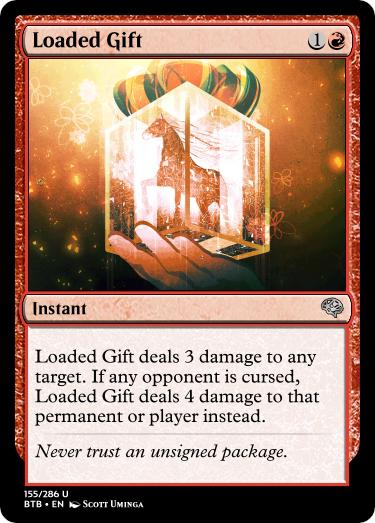 Loaded Gift 1
Instant
Loaded Gift deals 3 damage to any
target. If any opponent is cursed,
Loaded Gift deals 4 damage to that
permanent or player instead.
Never trust an unsigned package.
155/286 U
BTB • EN Scott Uminga